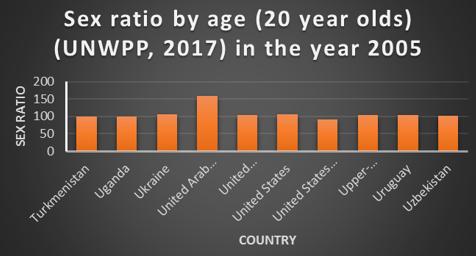 Sex ratio by age (20 year olds)
(UNWPP, 2017) in the year 2005
SEX RATIO
200
150
100
50
0
Turkmenistan
Uganda
Ukraine
United Arab...
United...
United States
United States...
Upper-...
Uruguay
Uzbekistan
COUNTRY